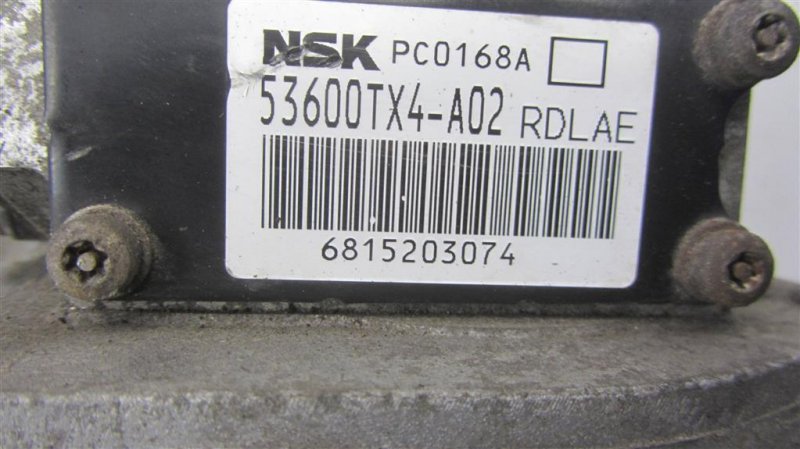 NSK PC0168A
53600TX4-A02 RDLAE
6815203074